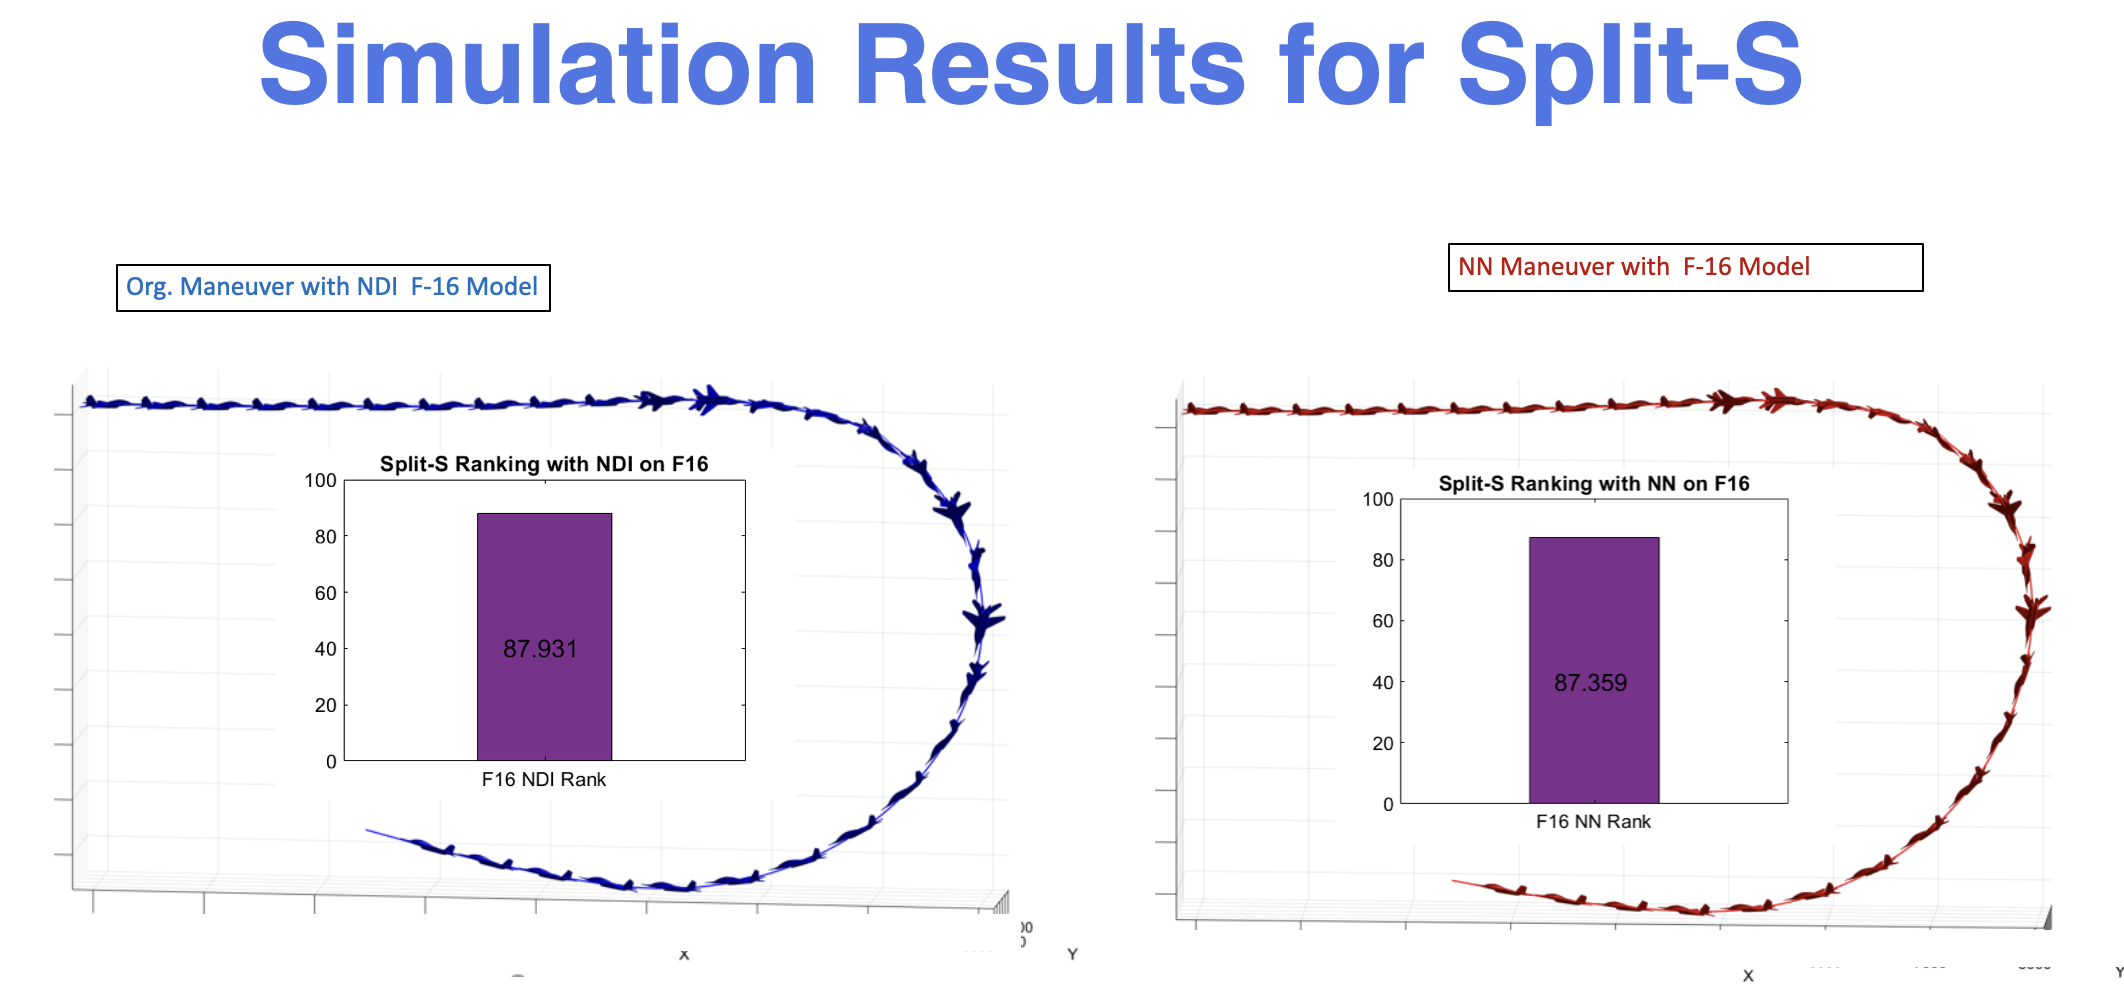 Simulation Results for Split-S
Org. Maneuver with NDI  F-16 Model
Split-S Ranking with NDI on F16
100
80
60
40
20
0
87.931
F16 NDI Rank
X
Y
NN Maneuver with  F-16 Model
Split-S Ranking with NN on F16
100
80
60
40
20
0
87.359
F16 NN Rank
X
Y